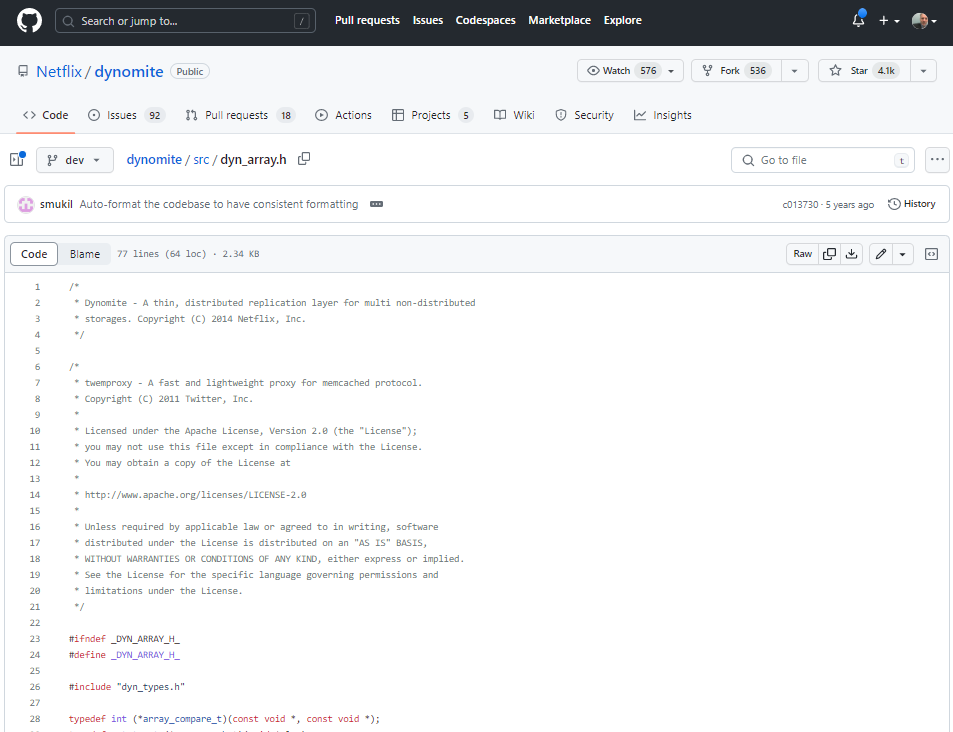 Search or jump to... / Pull requests Issues Codespaces Marketplace Explore
Netflix / dynomite Public Watch 576 Fork 536 Star 4.1k
Code Issues 92 Pull requests 18 Actions Projects 5 Wiki Security Insights
dev dynomite / src / dyn_array.h Go to file t
smukil Auto-format the codebase to have consistent formatting c013730 · 5 years ago History
Code Blame 77 lines (64 loc) · 2.34 KB Raw
1 /*
2  * Dynomite - A thin, distributed replication layer for multi non-distributed
3  * storages. Copyright (C) 2014 Netflix, Inc.
4  */
5
6 /*
7  * twemproxy - A fast and lightweight proxy for memcached protocol.
8  * Copyright (C) 2011 Twitter, Inc.
9  *
10  * Licensed under the Apache License, Version 2.0 (the "License");
11  * you may not use this file except in compliance with the License.
12  * You may obtain a copy of the License at
13  *
14  * http://www.apache.org/licenses/LICENSE-2.0
15  *
16  * Unless required by applicable law or agreed to in writing, software
17  * distributed under the License is distributed on an "AS IS" BASIS,
18  * WITHOUT WARRANTIES OR CONDITIONS OF ANY KIND, either express or implied.
19  * See the License for the specific language governing permissions and
20  * limitations under the License.
21  */
22
23 #ifndef _DYN_ARRAY_H_
24 #define _DYN_ARRAY_H_
25
26 #include "dyn_types.h"
27
28 typedef int (*array_compare_t)(const void *, const void *);